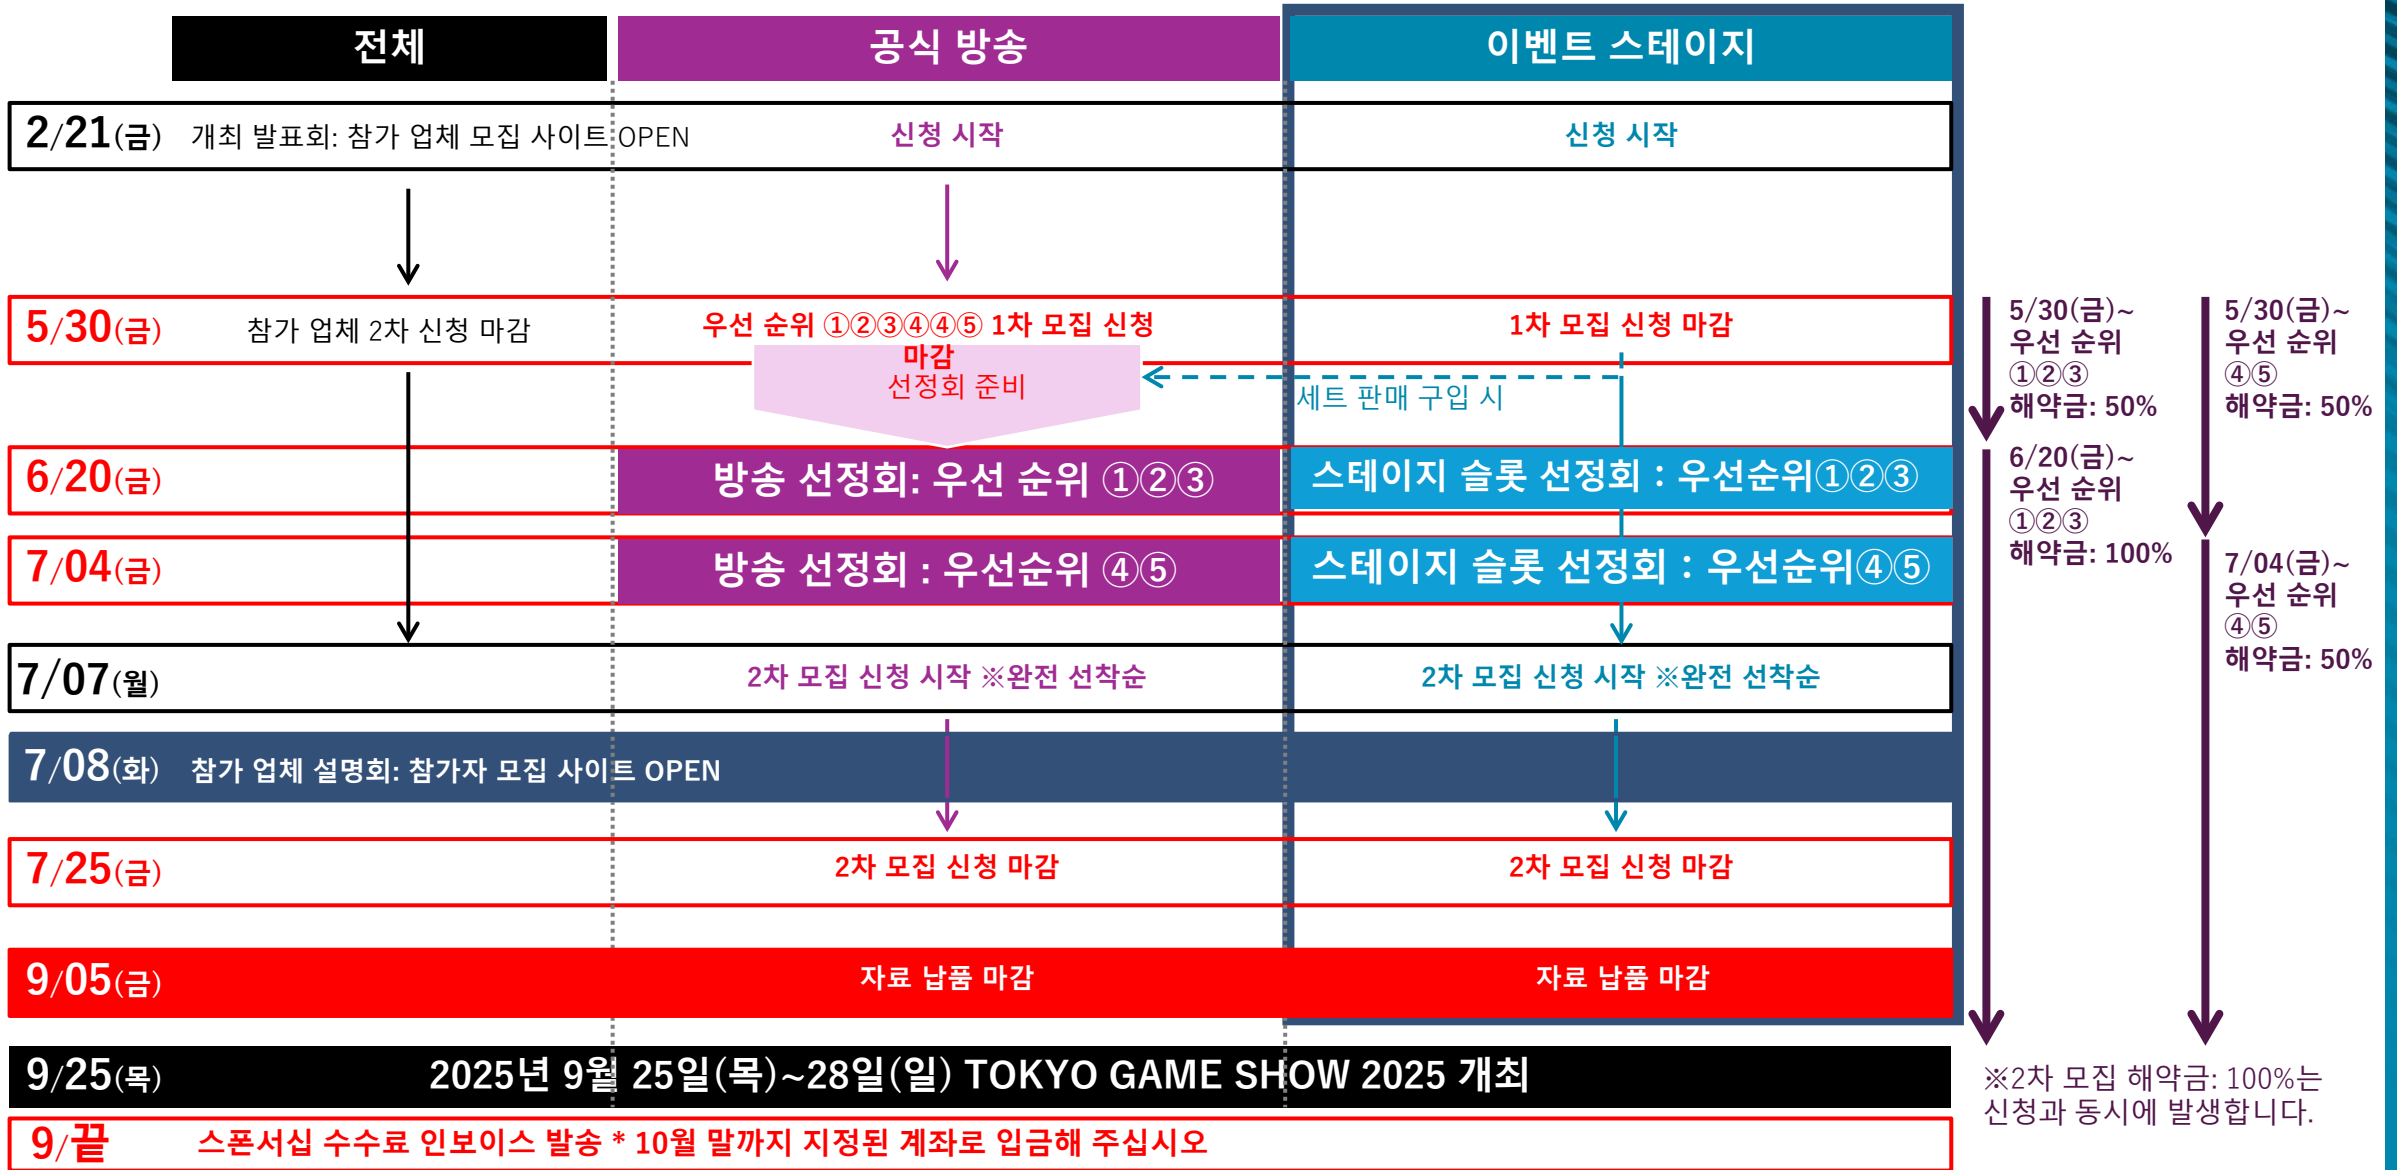 전체
공식 방송
이벤트 스테이지
2/21(금) 개최 발표회: 참가 업체 모집 사이트 OPEN
신청 시작
신청 시작
5/30(금) 참가 업체 2차 신청 마감
우선 순위 ①②③④④⑤ 1차 모집 신청
마감
1차 모집 신청 마감
선정회 준비
세트 판매 구입 시
6/20(금)
방송 선정회: 우선 순위 ①②③
스테이지 슬롯 선정회 : 우선순위①②③
7/04(금)
방송 선정회 : 우선순위 ④⑤
스테이지 슬롯 선정회 : 우선순위④⑤
7/07(월)
2차 모집 신청 시작 ※완전 선착순
2차 모집 신청 시작 ※완전 선착순
7/08(화) 참가 업체 설명회: 참가자 모집 사이트 OPEN
7/25(금)
2차 모집 신청 마감
2차 모집 신청 마감
9/05(금)
자료 납품 마감
자료 납품 마감
9/25(목) 2025년 9월 25일(목)~28일(일) TOKYO GAME SHOW 2025 개최
9/끝 스폰서십 수수료 인보이스 발송 * 10월 말까지 지정된 계좌로 입금해 주십시오
5/30(금)~
우선 순위
①②③
해약금: 50%
6/20(금)~
우선 순위
①②③
해약금: 100%
5/30(금)~
우선 순위
④⑤
해약금: 50%
7/04(금)~
우선 순위
④⑤
해약금: 50%
※2차 모집 해약금: 100%는
신청과 동시에 발생합니다.